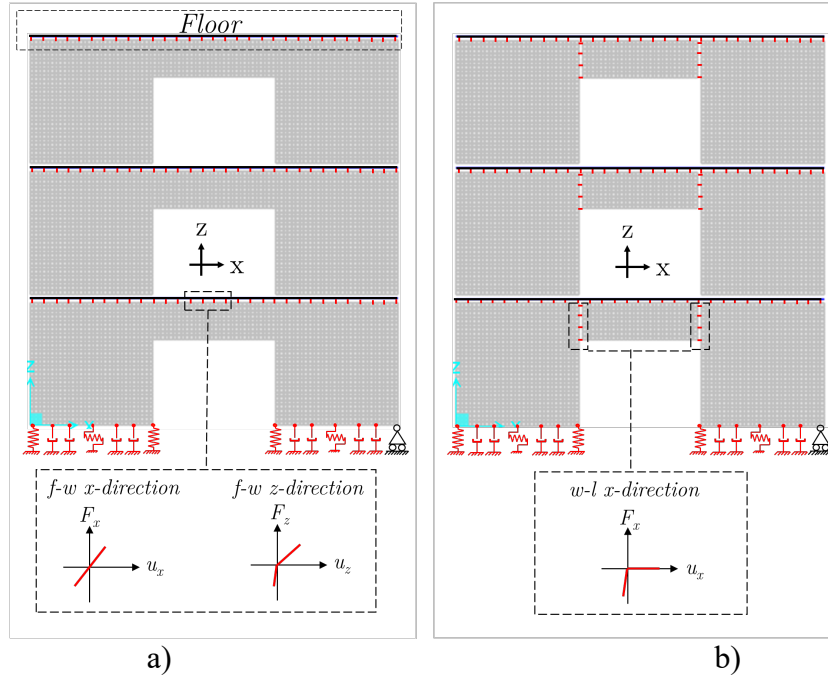 Floor
Z
X
Z
X
f-w x-direction
f-w z-direction
F_x
u_x
F_z
u_z
a)
Z
X
Z
w-l x-direction
F_x
u_x
b)